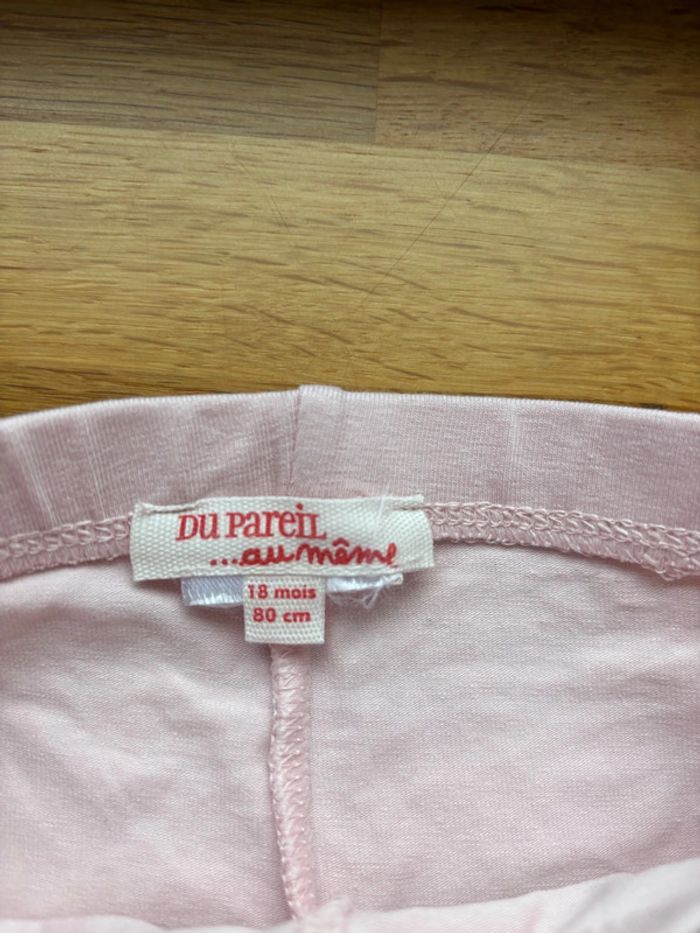 Du Pareil
...au même
18 mois
80 cm